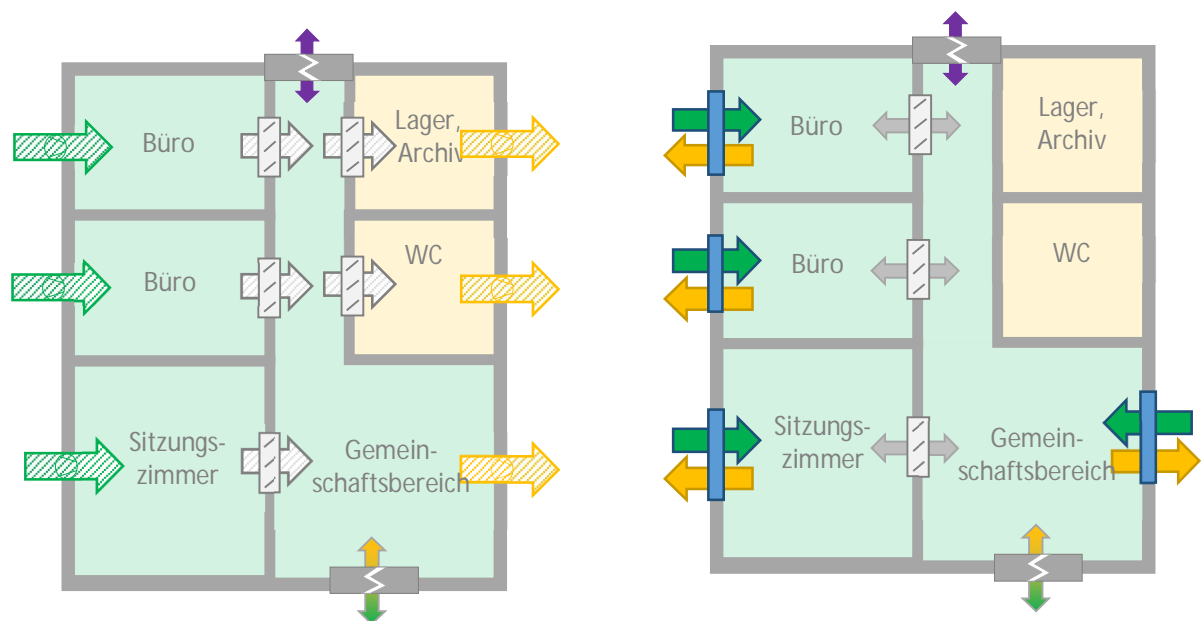 Büro
Lager,
Archiv
Büro
WC
Sitzungs-
zimmer
Gemein-
schaftsbereich
Büro
Lager,
Archiv
Büro
WC
Sitzungs-
zimmer
Gemein-
schaftsbereich